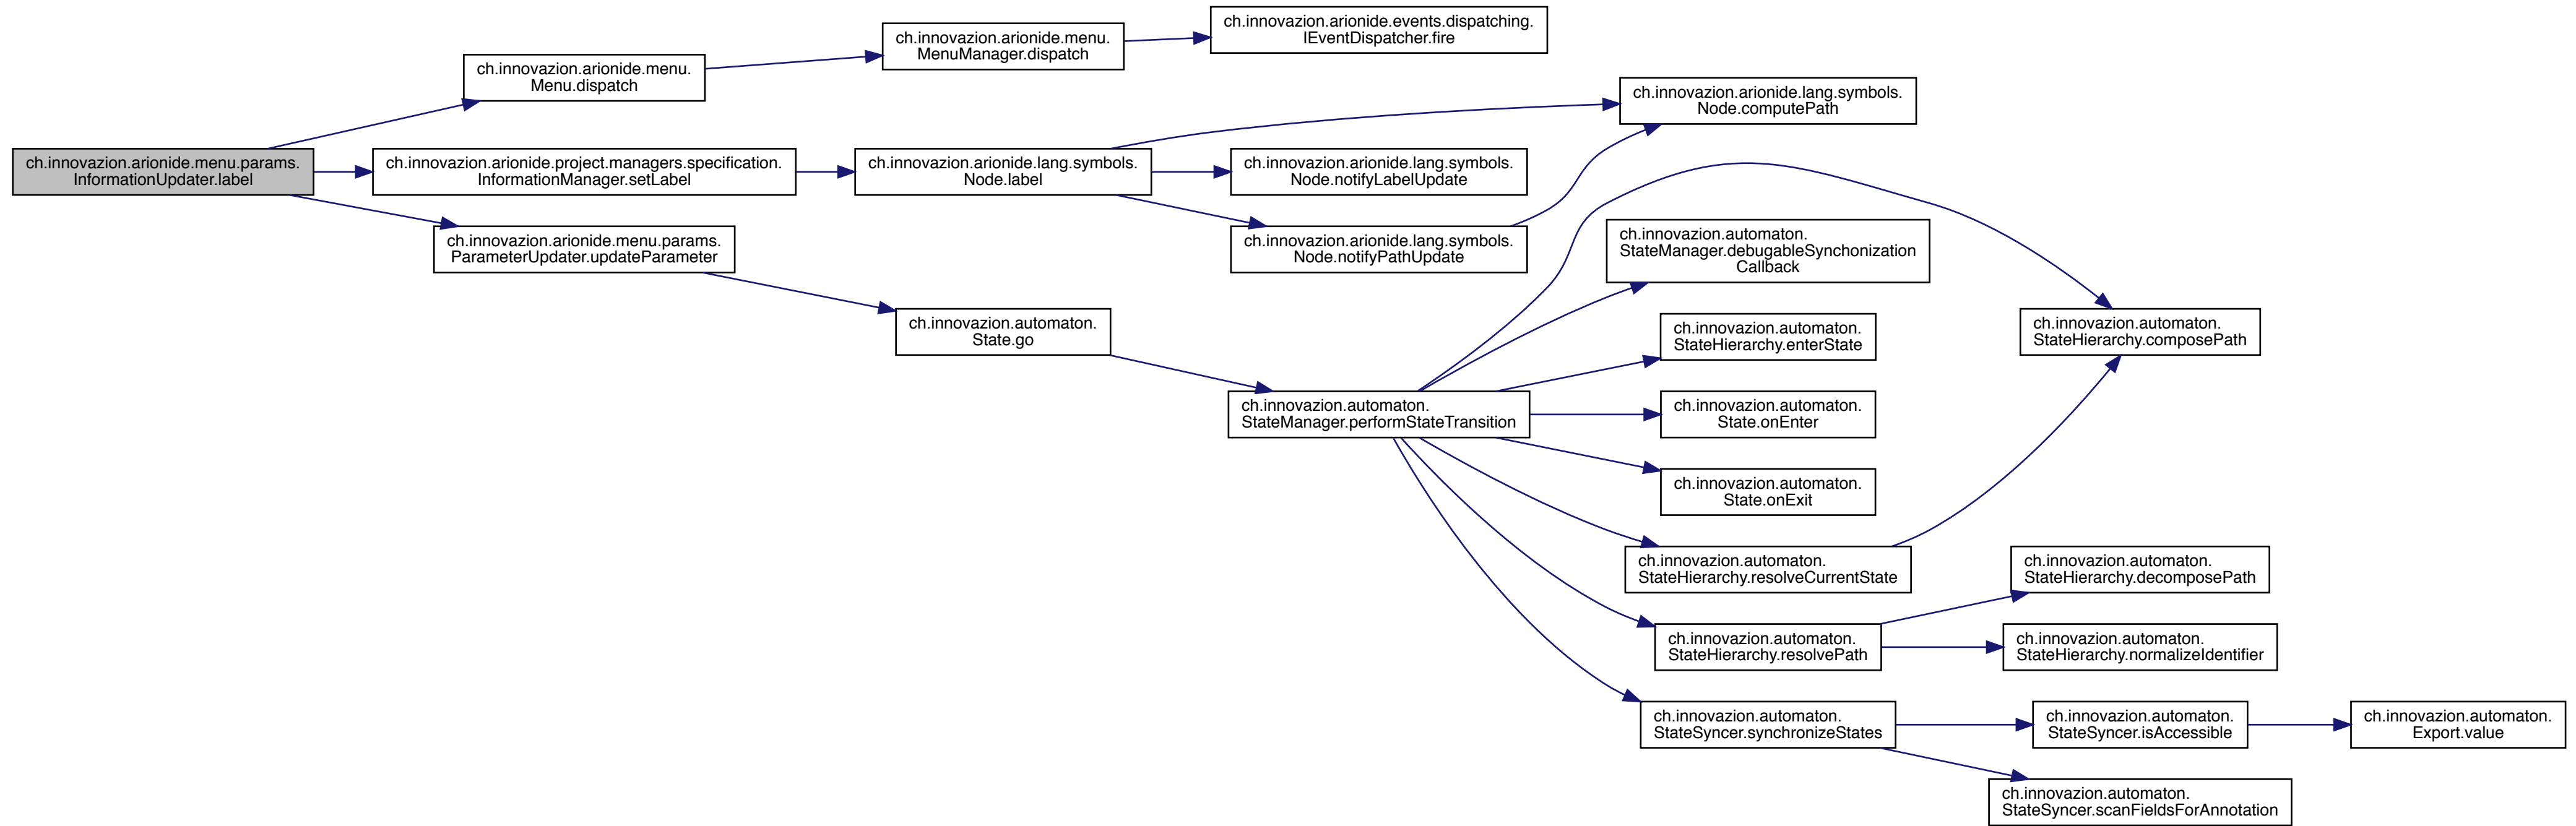 ch.innovazion.arionide.menu.params.
InformationUpdater.label
ch.innovazion.arionide.menu.
Menu.dispatch
ch.innovazion.arionide.menu.
MenuManager.dispatch
ch.innovazion.arionide.events.dispatching.
IEventDispatcher.fire
ch.innovazion.arionide.project.managers.specification.
InformationManager.setLabel
ch.innovazion.arionide.lang.symbols.
Node.label
ch.innovazion.arionide.lang.symbols.
Node.computePath
ch.innovazion.arionide.lang.symbols.
Node.notifyLabelUpdate
ch.innovazion.arionide.lang.symbols.
Node.notifyPathUpdate
ch.innovazion.arionide.menu.params.
ParameterUpdater.updateParameter
ch.innovazion.automaton.
State.go
ch.innovazion.automaton.
StateManager.performStateTransition
ch.innovazion.automaton.
StateManager.debugableSynchonization
Callback
ch.innovazion.automaton.
StateHierarchy.composePath
ch.innovazion.automaton.
StateHierarchy.enterState
ch.innovazion.automaton.
State.onEnter
ch.innovazion.automaton.
State.onExit
ch.innovazion.automaton.
StateHierarchy.resolveCurrentState
ch.innovazion.automaton.
StateHierarchy.resolvePath
ch.innovazion.automaton.
StateHierarchy.decomposePath
ch.innovazion.automaton.
StateHierarchy.normalizeIdentifier
ch.innovazion.automaton.
StateSyncer.synchronizeStates
ch.innovazion.automaton.
StateSyncer.isAccessible
ch.innovazion.automaton.
Export.value
ch.innovazion.automaton.
StateSyncer.scanFieldsForAnnotation